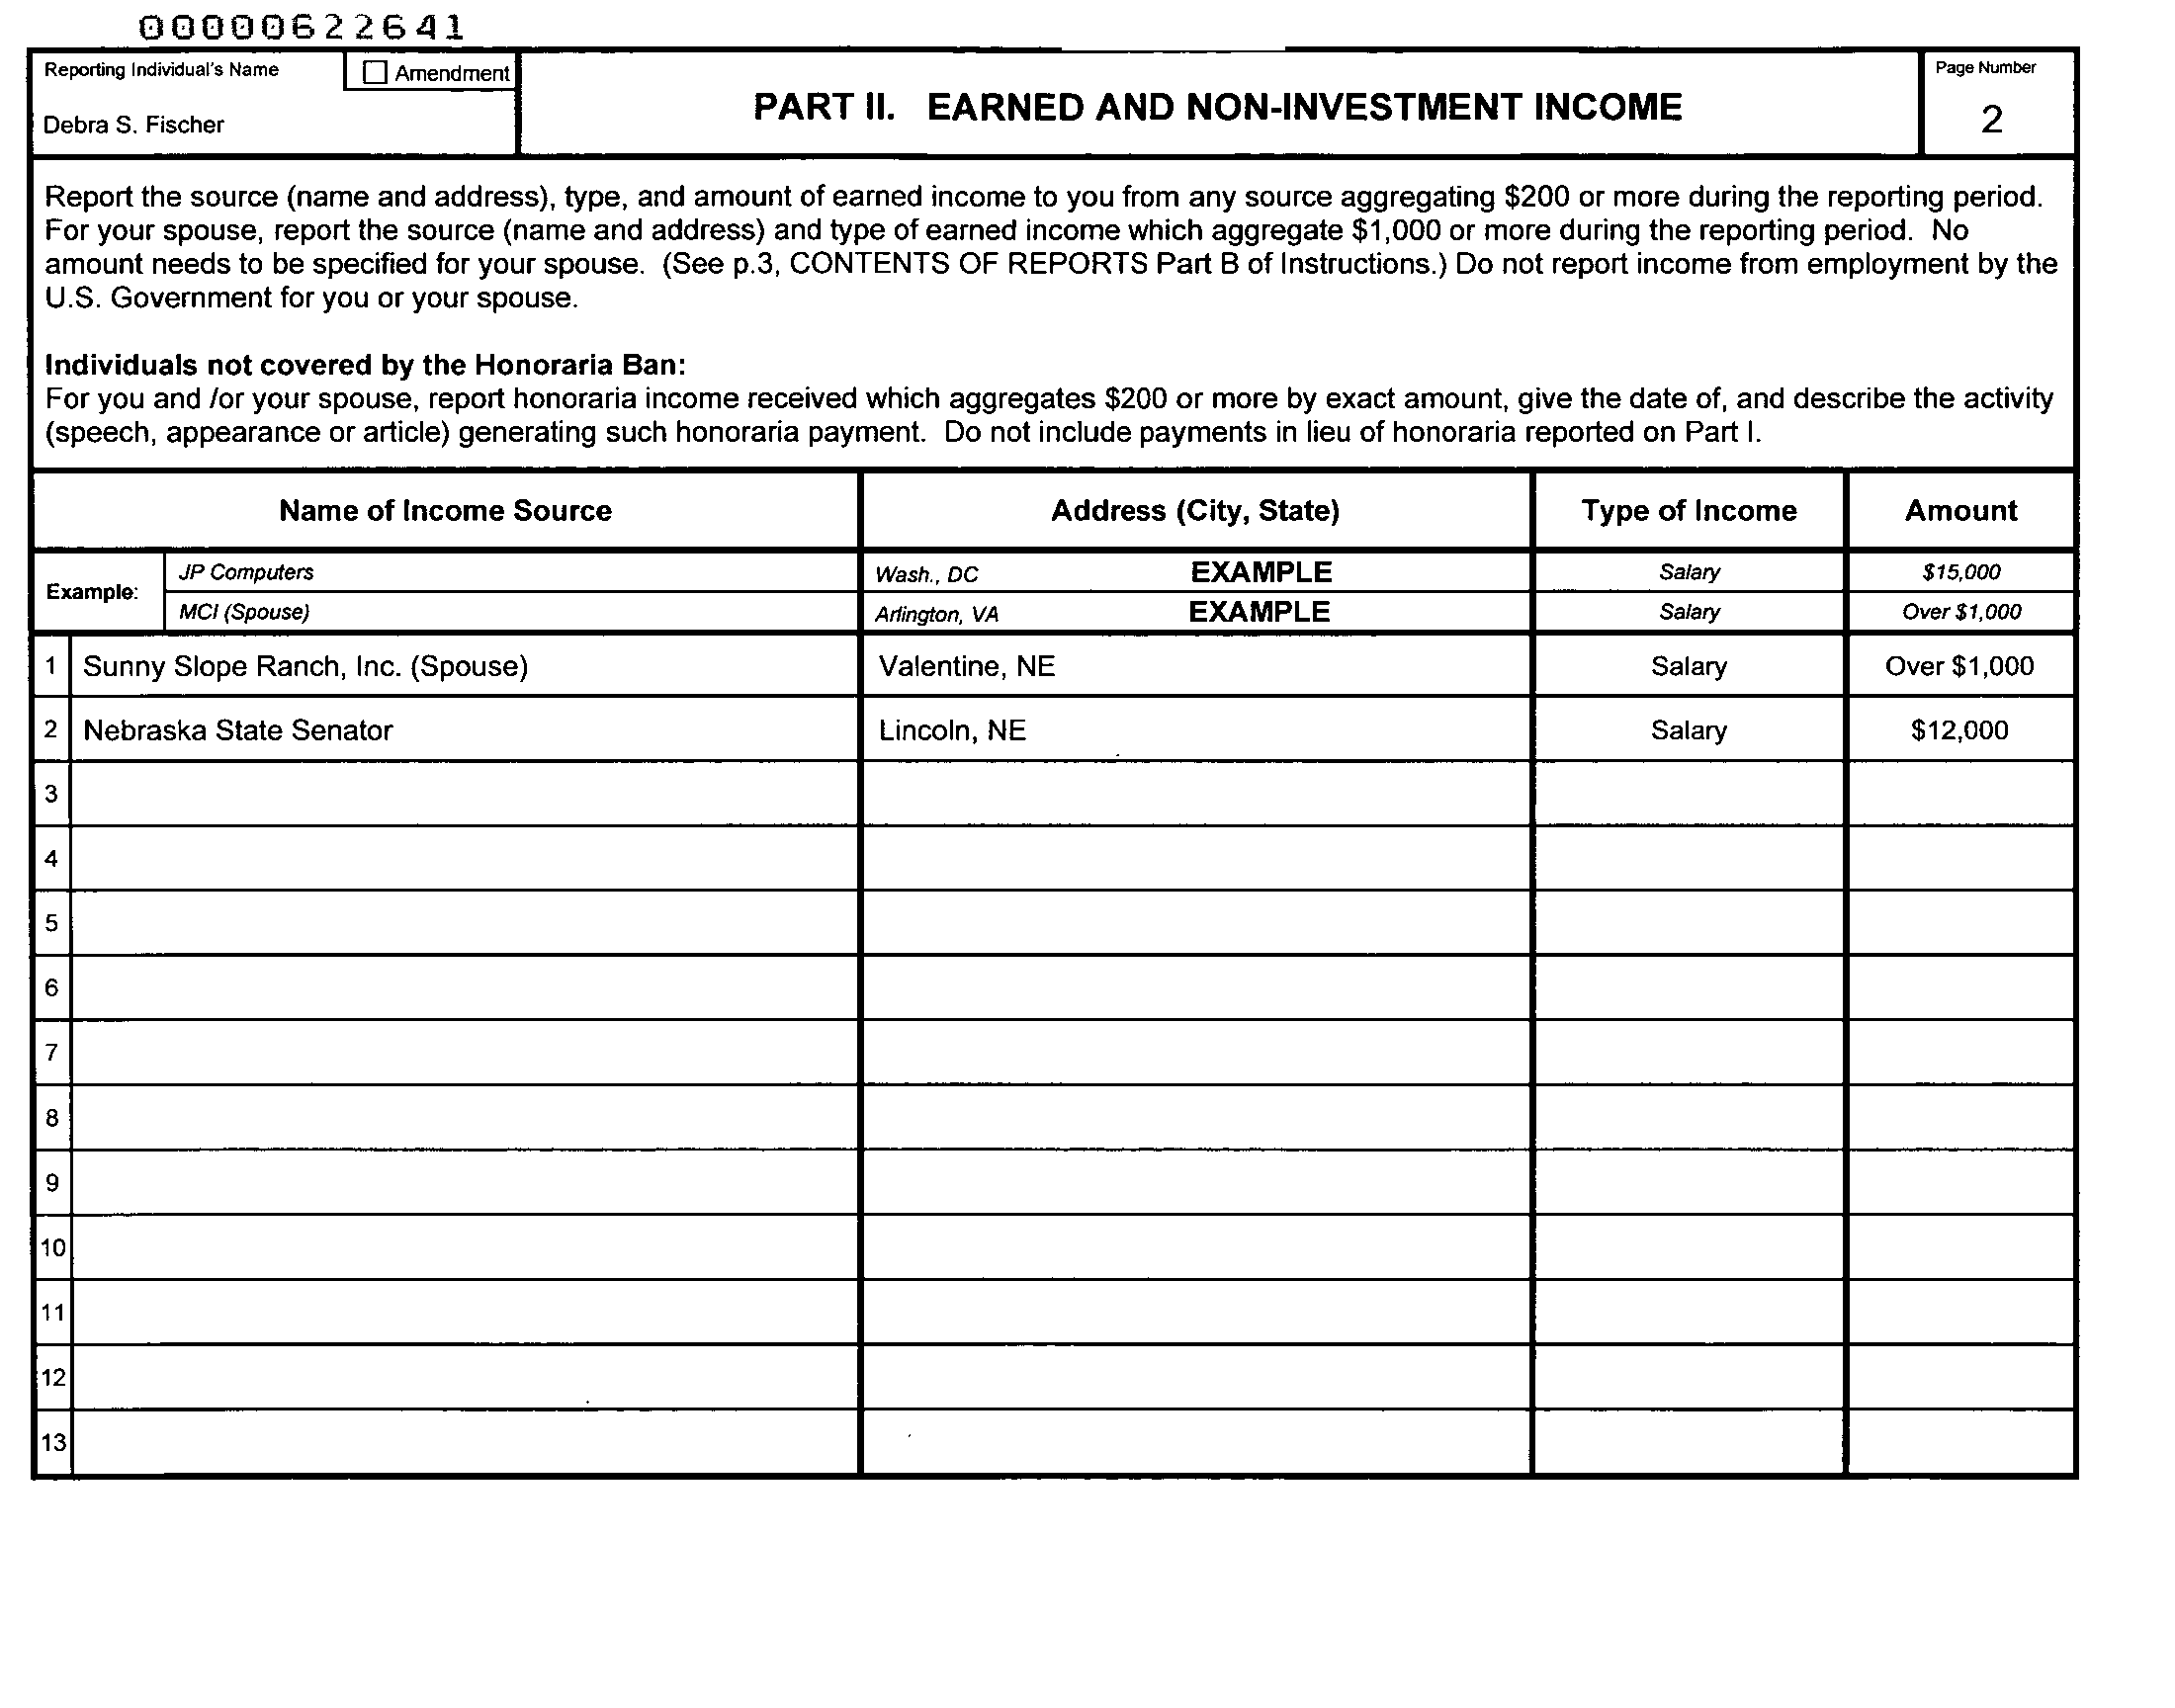 00000622641
Reporting Individual's Name
Amendment
Debra S. Fischer
PART II. EARNED AND NON-INVESTMENT INCOME
Page Number
2
Report the source (name and address), type, and amount of earned income to you from any source aggregating $200 or more during the reporting period.
For your spouse, report the source (name and address) and type of earned income which aggregate $1,000 or more during the reporting period. No
amount needs to be specified for your spouse. (See p.3, CONTENTS OF REPORTS Part B of Instructions.) Do not report income from employment by the
U.S. Government for you or your spouse.
Individuals not covered by the Honoraria Ban:
For you and /or your spouse, report honoraria income received which aggregates $200 or more by exact amount, give the date of, and describe the activity
(speech, appearance or article) generating such honoraria payment. Do not include payments in lieu of honoraria reported on Part I.
Name of Income Source Address (City, State) Type of Income Amount
Example:
JP Computers Wash., DC EXAMPLE Salary $15,000
MCI (Spouse) Arlington, VA EXAMPLE Salary Over $1,000
1 Sunny Slope Ranch, Inc. (Spouse) Valentine, NE Salary Over $1,000
2 Nebraska State Senator Lincoln, NE Salary $12,000
3
4
5
6
7
8
9
10
11
12
13